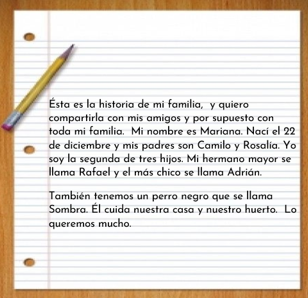 Ésta es la historia de mi familia, y quiero
compartirla con mis amigos y por supuesto con
toda mi familia. Mi nombre es Mariana. Nací el 22
de diciembre y mis padres son Camilo y Rosalía. Yo
soy la segunda de tres hijos. Mi hermano mayor se
llama Rafael y el más chico se llama Adrián.
También tenemos un perro negro que se llama
Sombra. Él cuida nuestra casa y nuestro huerto. Lo
queremos mucho.